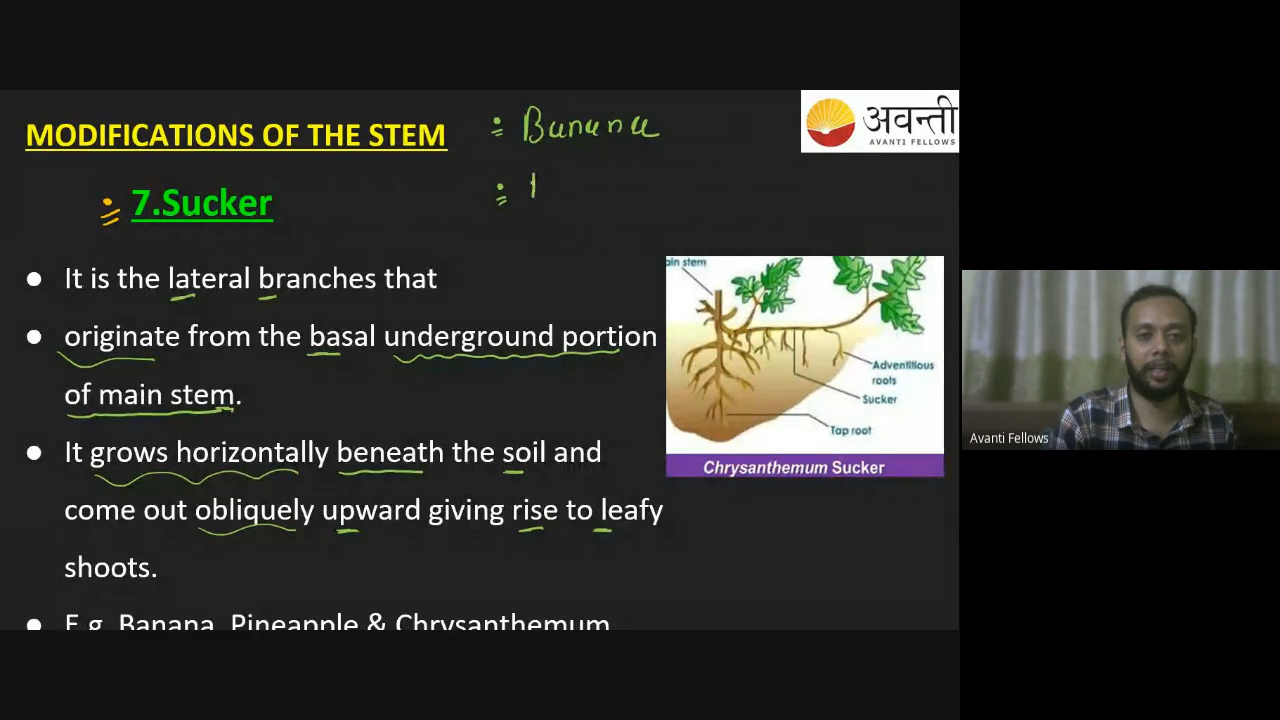 MODIFICATIONS OF THE STEM
: Banana
अवन्ती
AVANTI FELLOWS
7.Sucker
● It is the lateral branches that
● originate from the basal underground portion
of main stem.
● It grows horizontally beneath the soil and
come out obliquely upward giving rise to leafy
shoots.
● E.g. Banana, Pineapple & Chrysanthemum
ain stem
Adventitious
roots
Sucker
Tap root
Chrysanthemum Sucker
Avanti Fellows